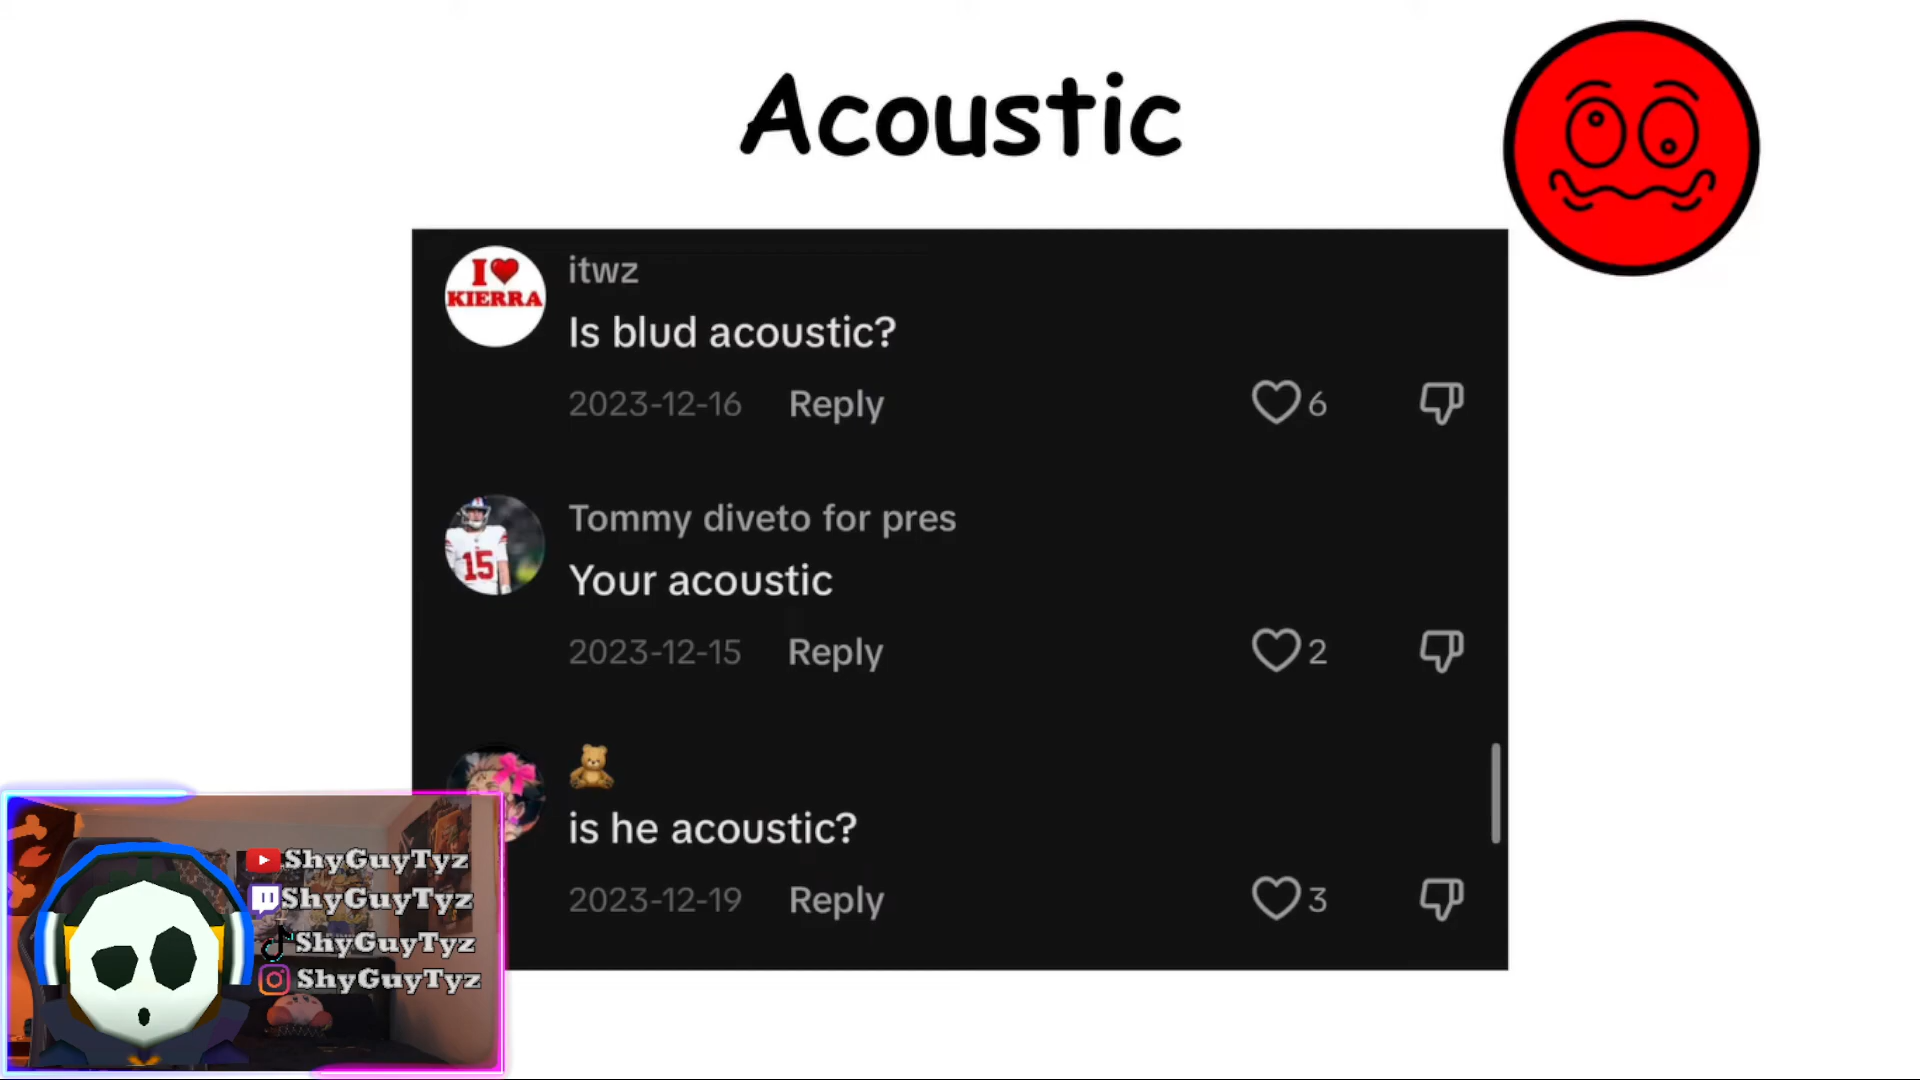 Acoustic
I❤
KIERRA
itwz
Is blud acoustic?
2023-12-16 Reply 6
15
Tommy diveto for pres
Your acoustic
2023-12-15 Reply 2
🧸
is he acoustic?
2023-12-19 Reply 3
ShyGuyTyz
ShyGuyTyz
ShyGuyTyz
ShyGuyTyz